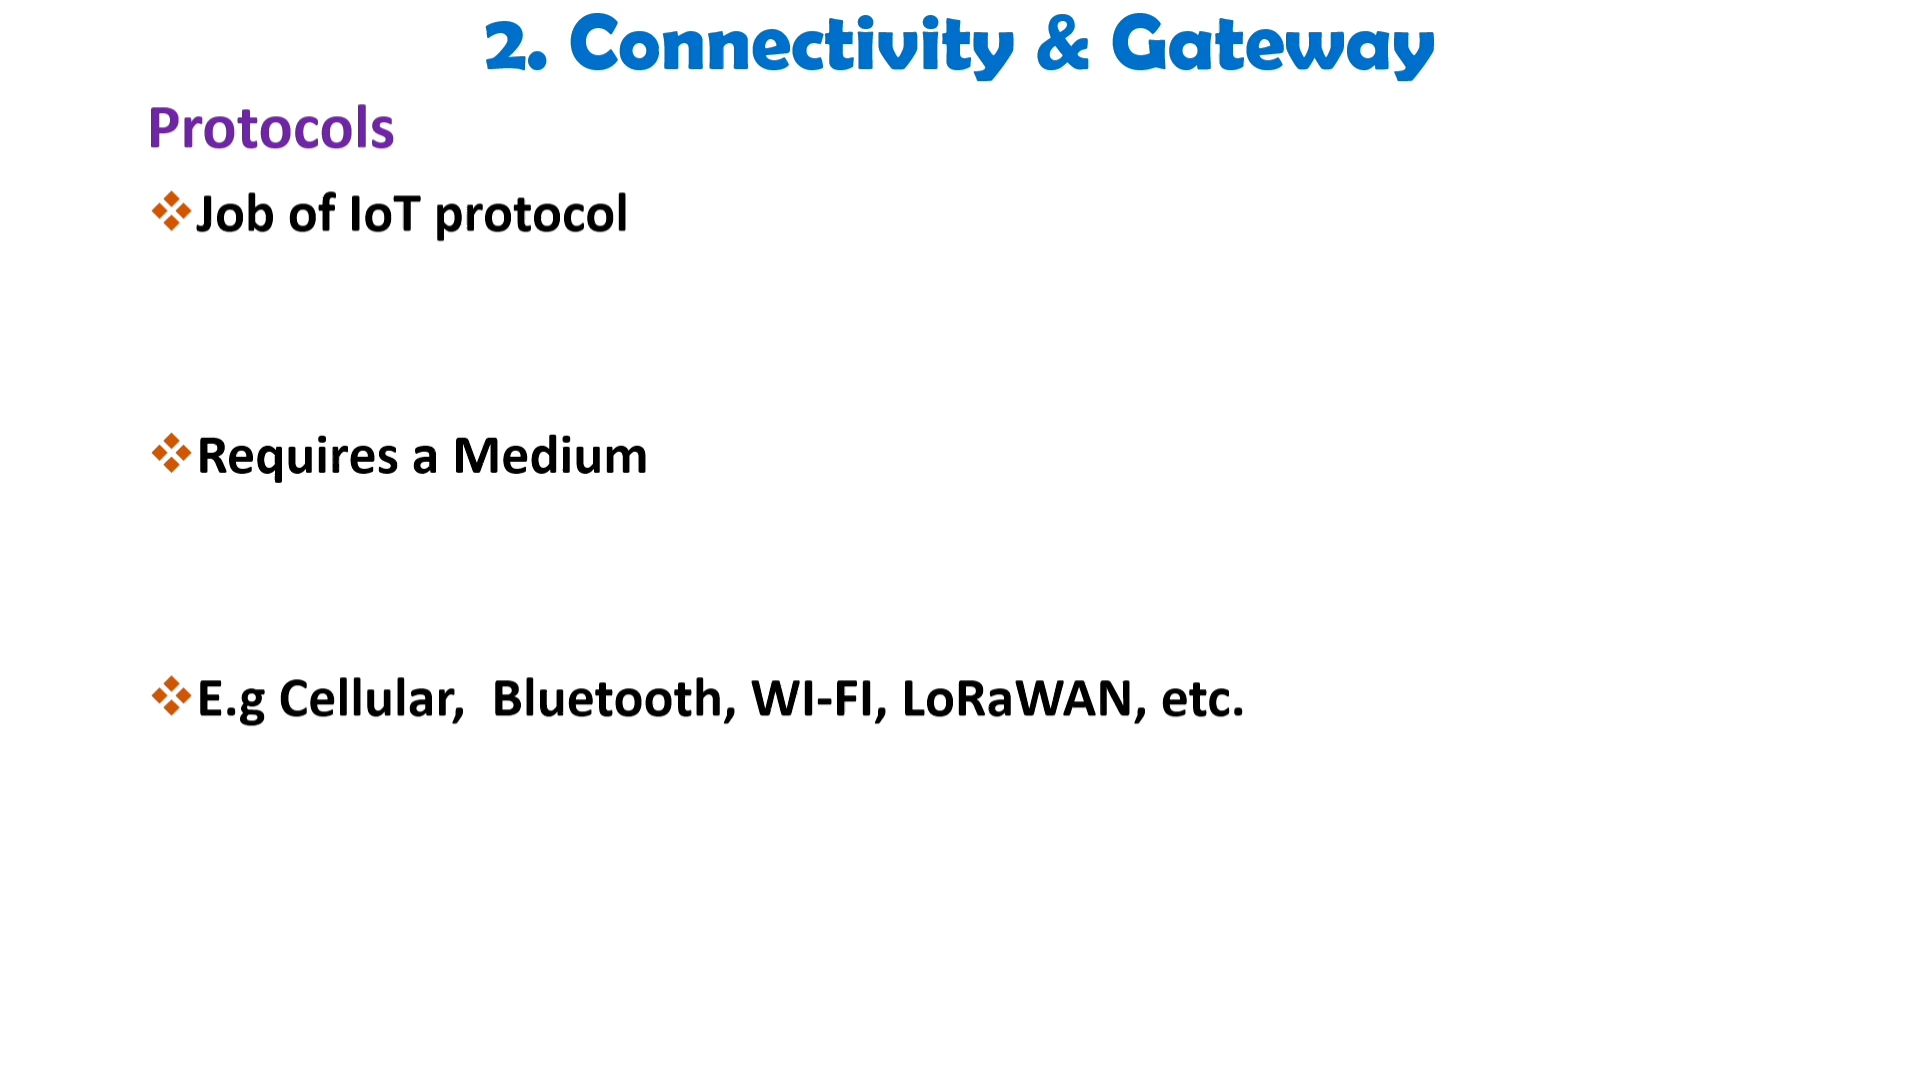 2. Connectivity & Gateway
Protocols
❖Job of IoT protocol
❖Requires a Medium
❖E.g Cellular,  Bluetooth, WI-FI, LoRaWAN, etc.